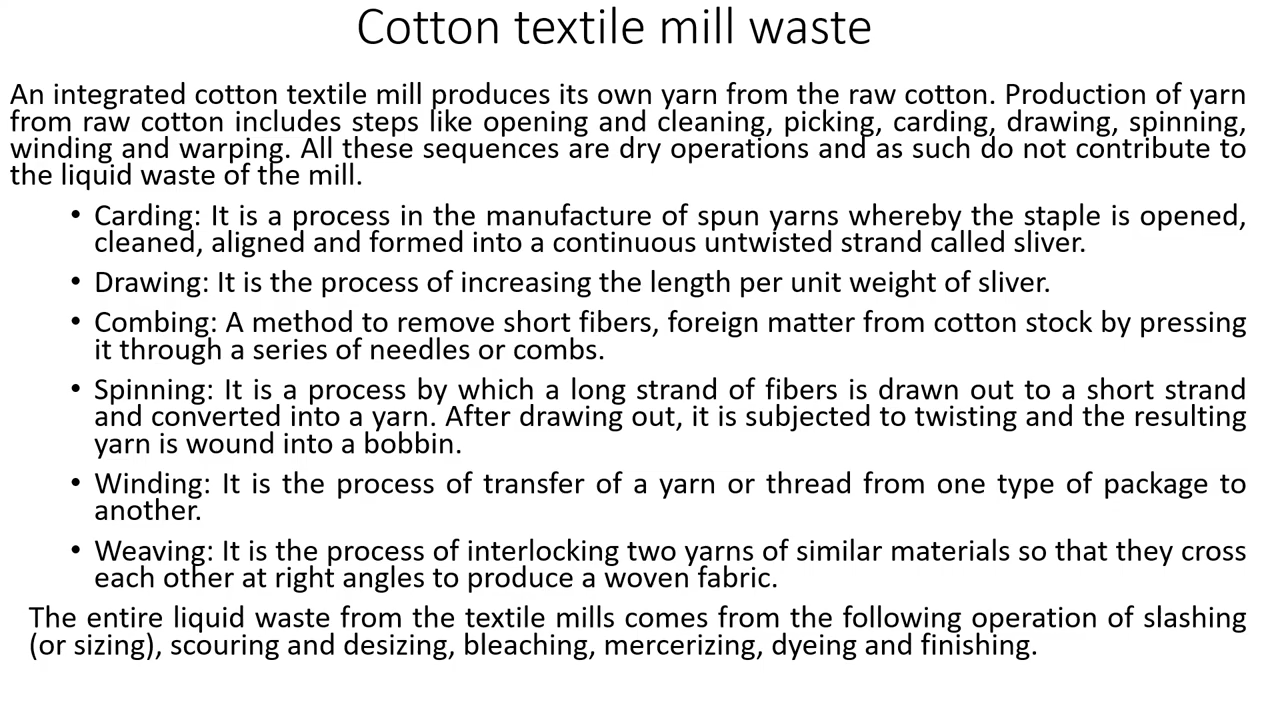 Cotton textile mill waste
An integrated cotton textile mill produces its own yarn from the raw cotton. Production of yarn
from raw cotton includes steps like opening and cleaning, picking, carding, drawing, spinning,
winding and warping. All these sequences are dry operations and as such do not contribute to
the liquid waste of the mill.
• Carding: It is a process in the manufacture of spun yarns whereby the staple is opened,
cleaned, aligned and formed into a continuous untwisted strand called sliver.
• Drawing: It is the process of increasing the length per unit weight of sliver.
• Combing: A method to remove short fibers, foreign matter from cotton stock by pressing
it through a series of needles or combs.
• Spinning: It is a process by which a long strand of fibers is drawn out to a short strand
and converted into a yarn. After drawing out, it is subjected to twisting and the resulting
yarn is wound into a bobbin.
• Winding: It is the process of transfer of a yarn or thread from one type of package to
another.
• Weaving: It is the process of interlocking two yarns of similar materials so that they cross
each other at right angles to produce a woven fabric.
The entire liquid waste from the textile mills comes from the following operation of slashing
(or sizing), scouring and desizing, bleaching, mercerizing, dyeing and finishing.